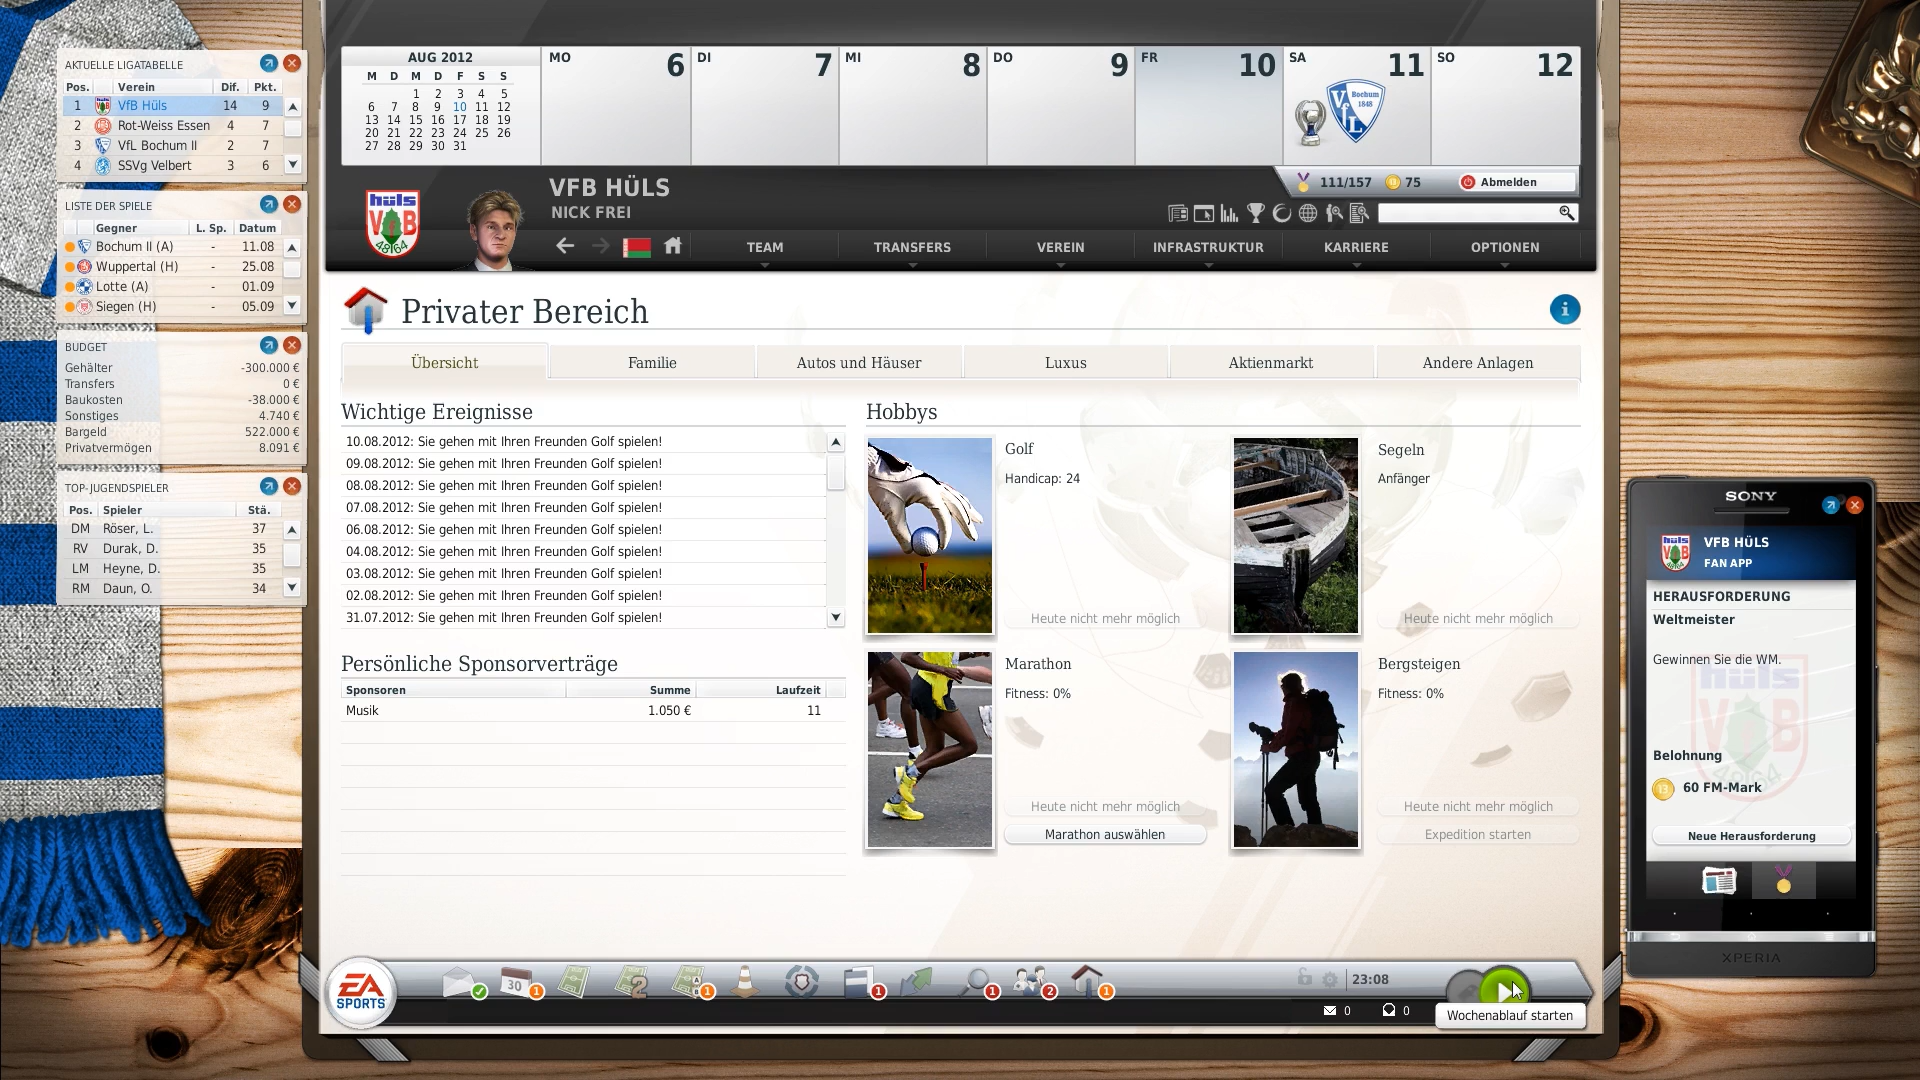 AKTUELLE LIGATABELLE
Pos. Verein Dif. Pkt.
1 VfB Hüls 14 9
2 Rot-Weiss Essen 4 7
3 VfL Bochum II 2 7
4 SSVg Velbert 3 6
LISTE DER SPIELE
Gegner L. Sp. Datum
Bochum II (A) - 11.08
Wuppertal (H) - 25.08
Lotte (A) - 01.09
Siegen (H) - 05.09
BUDGET
Gehälter -300.000 €
Transfers 0 €
Baukosten -38.000 €
Sonstiges 4.740 €
Bargeld 522.000 €
Privatvermögen 8.091 €
TOP-JUGENDSPIELER
Pos. Spieler Stä.
DM Röser, L. 37
RV Durak, D. 35
LM Heyne, D. 35
RM Daun, O. 34
AUG 2012
M D M D F S S
1 2 3 4 5
6 7 8 9 10 11 12
13 14 15 16 17 18 19
20 21 22 23 24 25 26
27 28 29 30 31
MO 6 DI 7 MI 8 DO 9 FR 10 SA 11 SO 12
Bochum
1848
VfL
111/157 75 Abmelden
hüls
VfB
48/64
VFB HÜLS
NICK FREI
TEAM TRANSFERS VEREIN INFRASTRUKTUR KARRIERE OPTIONEN
Privater Bereich
Übersicht Familie Autos und Häuser Luxus Aktienmarkt Andere Anlagen
Wichtige Ereignisse
10.08.2012: Sie gehen mit Ihren Freunden Golf spielen!
09.08.2012: Sie gehen mit Ihren Freunden Golf spielen!
08.08.2012: Sie gehen mit Ihren Freunden Golf spielen!
07.08.2012: Sie gehen mit Ihren Freunden Golf spielen!
06.08.2012: Sie gehen mit Ihren Freunden Golf spielen!
04.08.2012: Sie gehen mit Ihren Freunden Golf spielen!
03.08.2012: Sie gehen mit Ihren Freunden Golf spielen!
02.08.2012: Sie gehen mit Ihren Freunden Golf spielen!
31.07.2012: Sie gehen mit Ihren Freunden Golf spielen!
Persönliche Sponsorverträge
Sponsoren Summe Laufzeit
Musik 1.050 € 11
Hobbys
Golf
Handicap: 24
Heute nicht mehr möglich
Segeln
Anfänger
Heute nicht mehr möglich
Marathon
Fitness: 0%
Heute nicht mehr möglich
Marathon auswählen
Bergsteigen
Fitness: 0%
Heute nicht mehr möglich
Expedition starten
SONY
VFB HÜLS
FAN APP
HERAUSFORDERUNG
Weltmeister
Gewinnen Sie die WM.
Belohnung
13 60 FM-Mark
Neue Herausforderung
XPERIA
EA
SPORTS
30 1 2 1 1 1 2 1
23:08
0 0
Wochenablauf starten